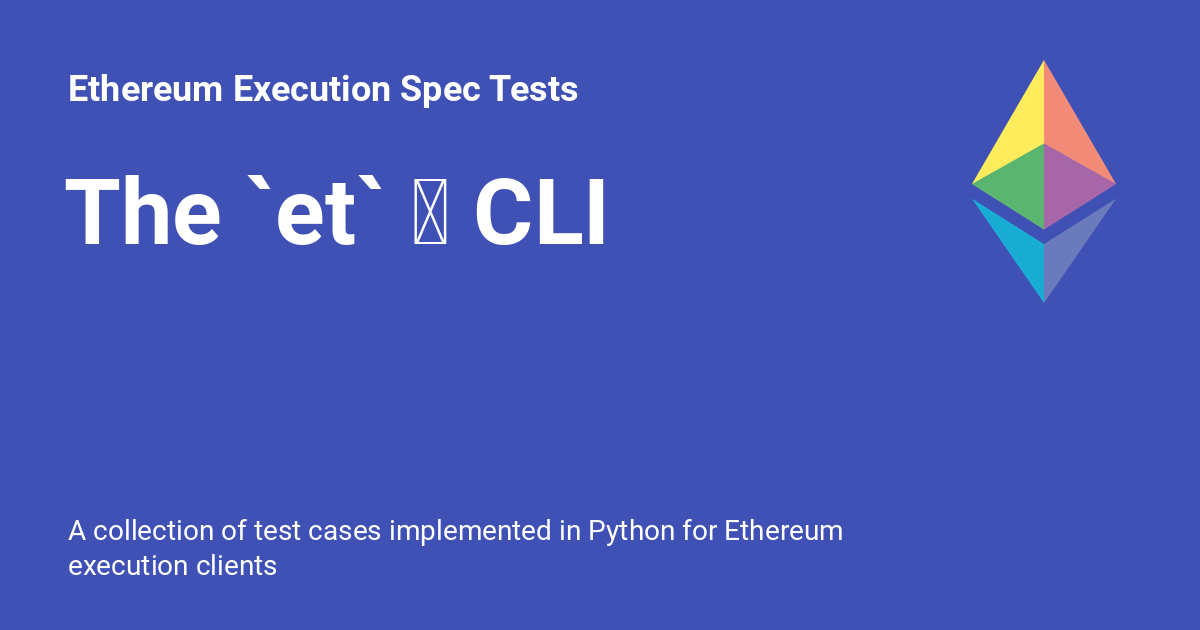 Ethereum Execution Spec Tests
The `et` CLI
A collection of test cases implemented in Python for Ethereum
execution clients